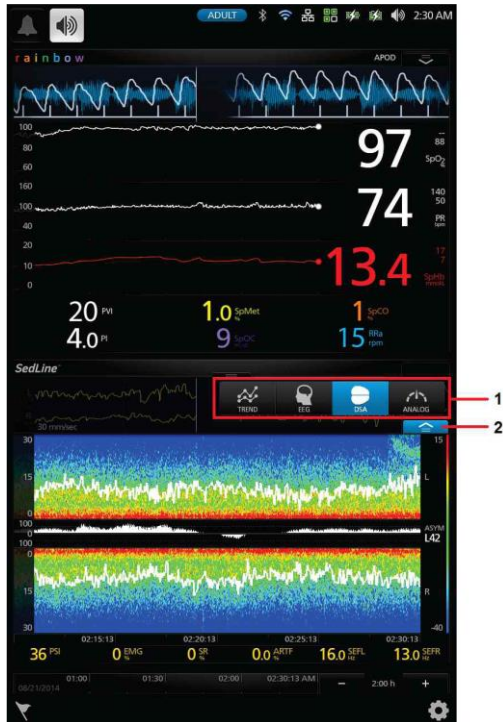 ADULT 2:30 AM
rainbow APOD
100
80
60
97
—
88
SpO2
%
160
100
40
74
140
50
PR
bpm
20
10
0
13.4
17
7
SpHb
20 PVI 1.0 SpMet % 1 SpCO %
4.0 PI 9 SpOC 15 RRa rpm
SedLine
TREND EEG DSA ANALOG 1
30 mm/sec 2
30 15
15 L
0
100 ASYM
0 L42
100
0
15 R
30 -40
02:15:13 02:20:13 02:25:13 02:30:13
36 PSI 0 EMG % 0 SR % 0.0 ARTF % 16.0 SEFL Hz 13.0 SEFR Hz
01:00 01:30 02:00 02:30:13 AM - 2:00 h +
08/21/2014